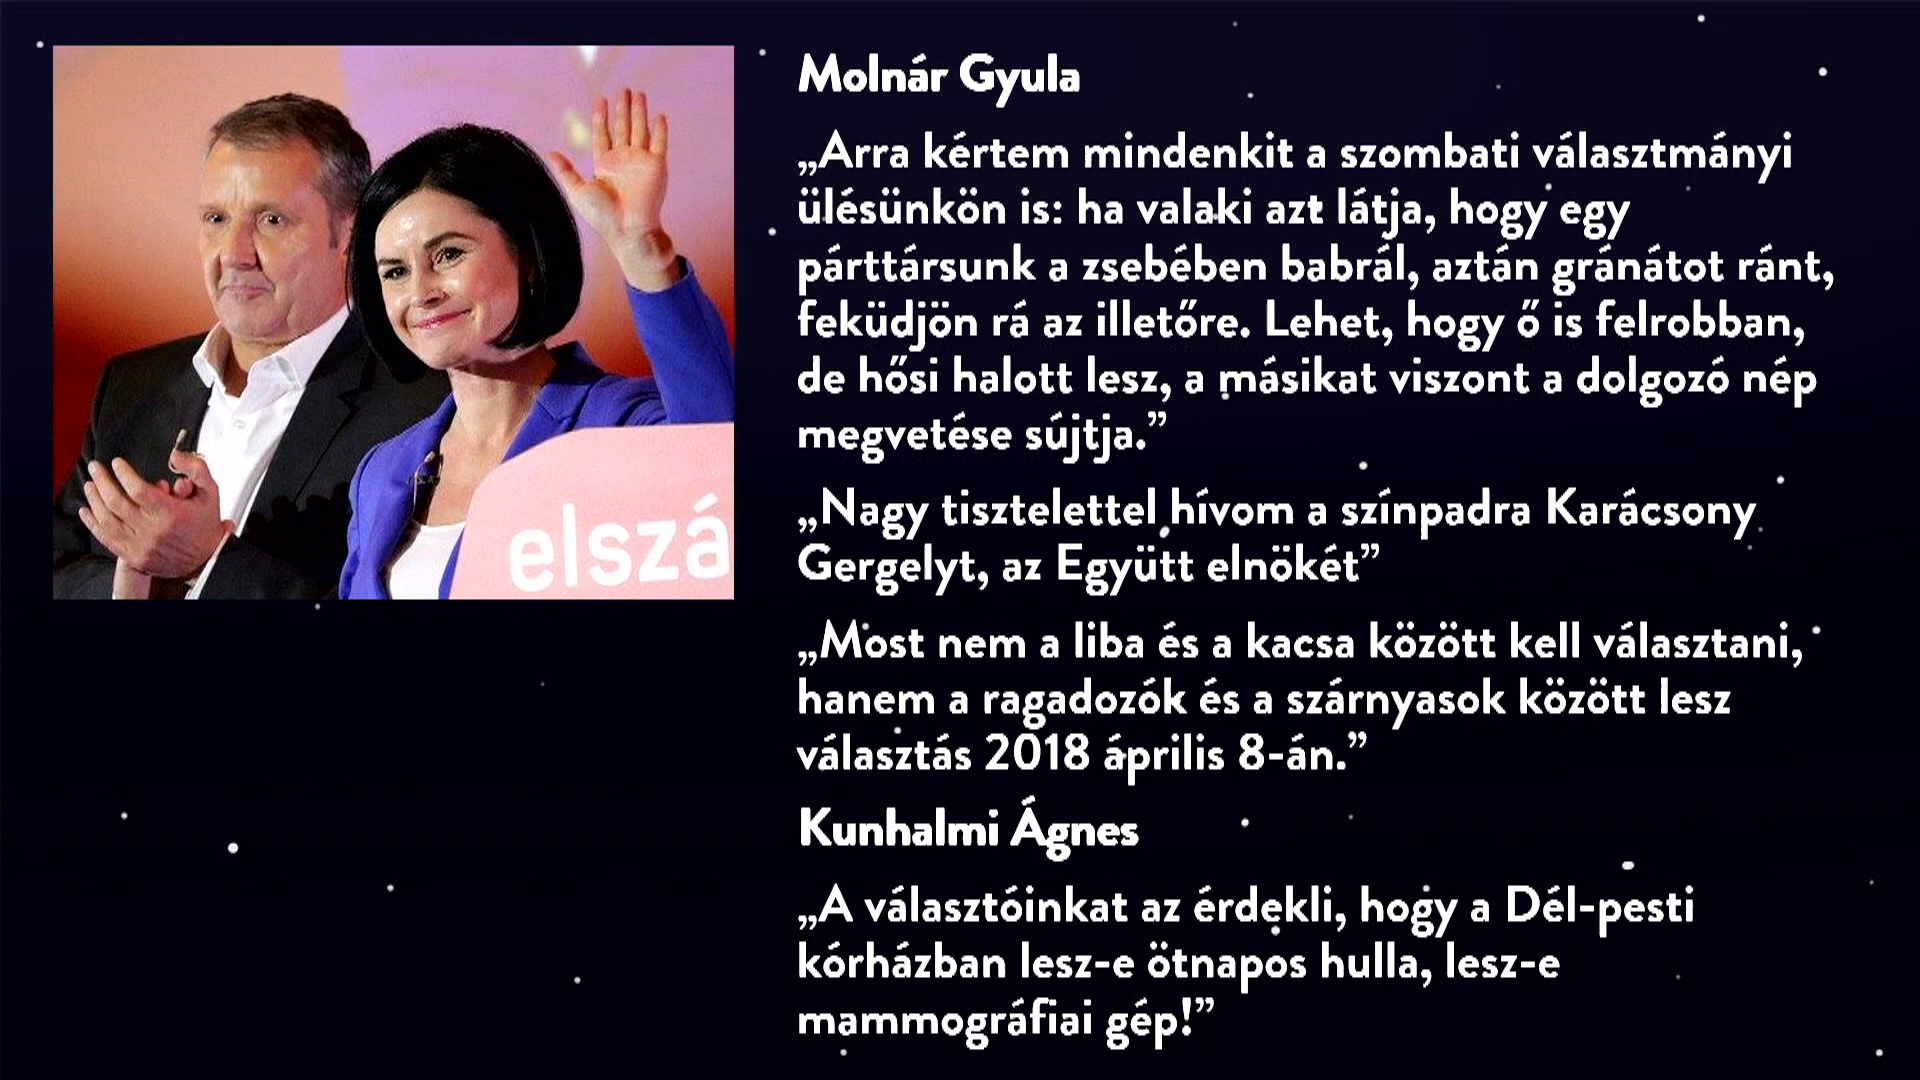 Molnár Gyula
„Arra kértem mindenkit a szombati választmányi
ülésünkön is: ha valaki azt látja, hogy egy
párttársunk a zsebében babrál, aztán gránátot ránt,
feküdjön rá az illetőre. Lehet, hogy ő is felrobban,
de hősi halott lesz, a másikat viszont a dolgozó nép
megvetése sújtja.”
„Nagy tisztelettel hívom a színpadra Karácsony
Gergelyt, az Együtt elnökét”
„Most nem a liba és a kacsa között kell választani,
hanem a ragadozók és a szárnyasok között lesz
választás 2018 április 8-án.”
Kunhalmi Ágnes
„A választóinkat az érdekli, hogy a Dél-pesti
kórházban lesz-e ötnapos hulla, lesz-e
mammográfiai gép!”
elszá